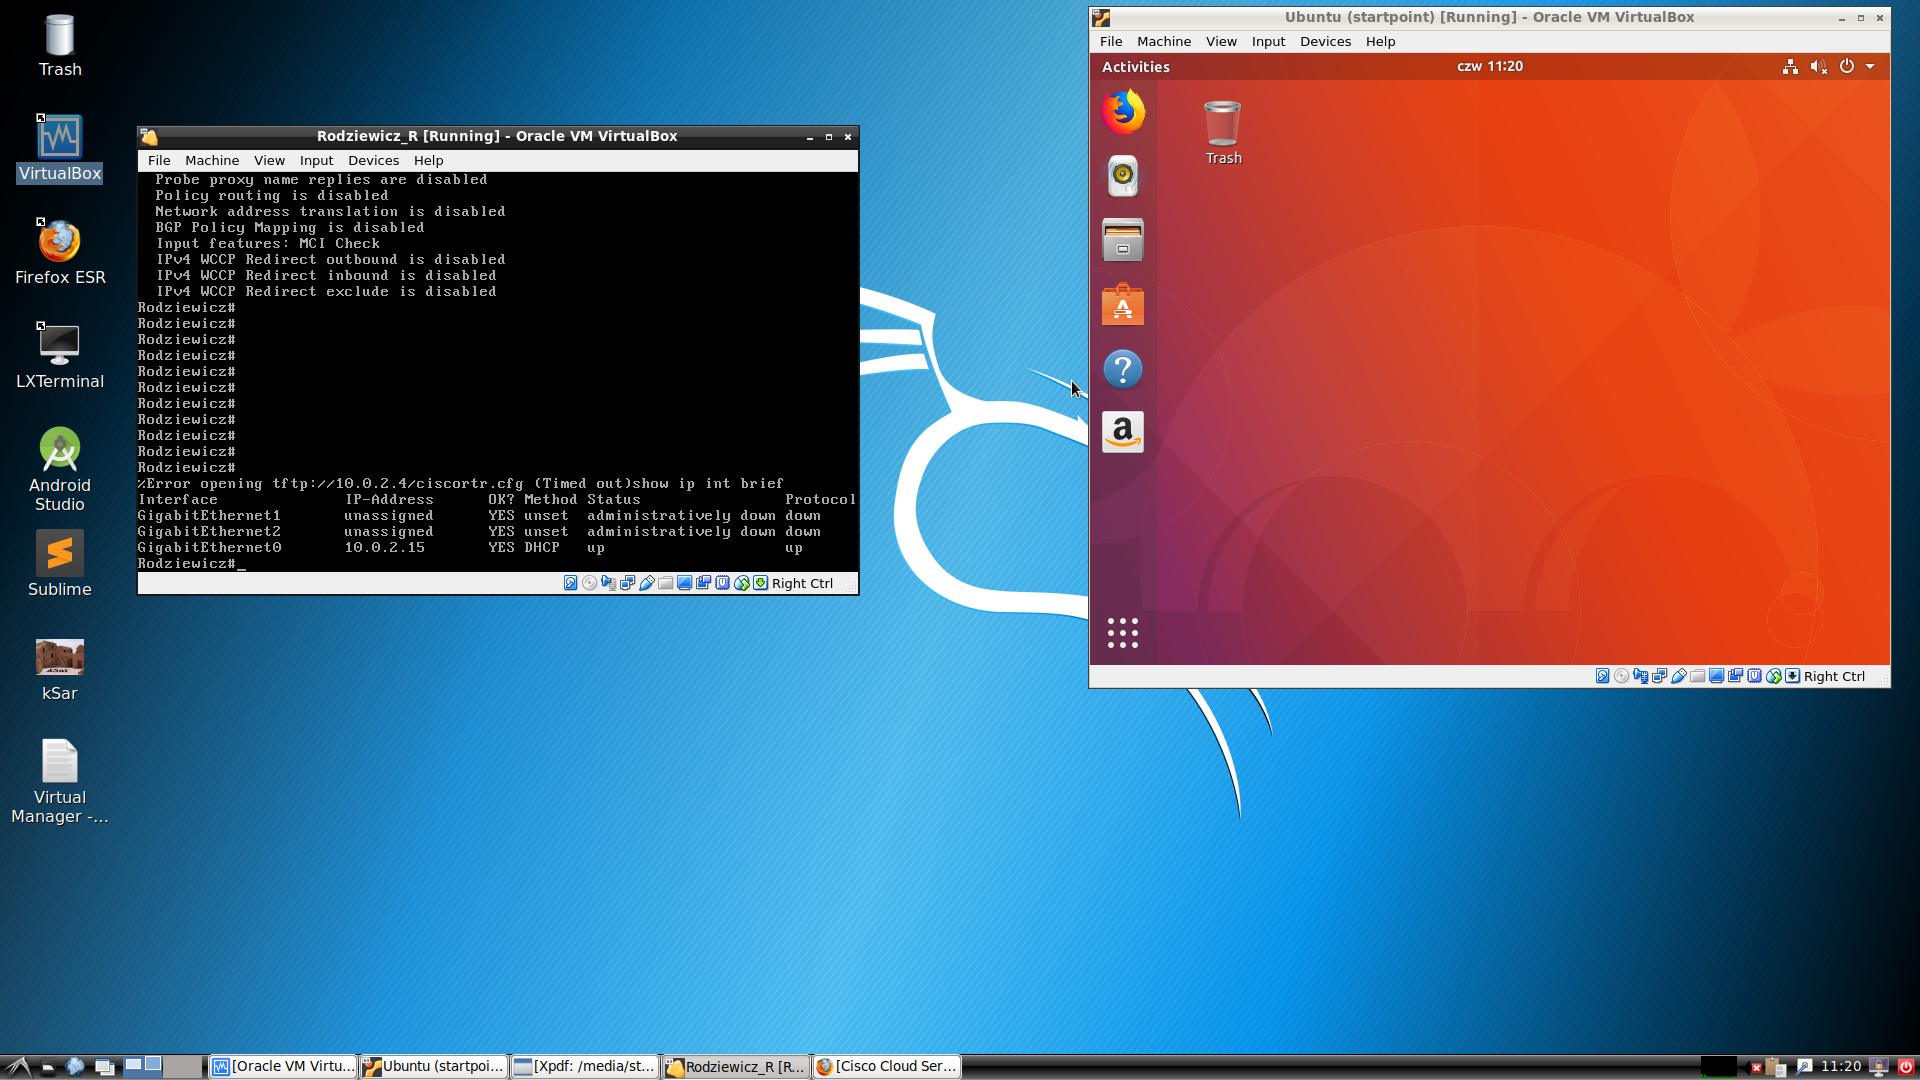 Trash
VirtualBox
Firefox ESR
LXTerminal
Android
Studio
Sublime
kSar
Virtual
Manager -...
Rodziewicz_R [Running] - Oracle VM VirtualBox
File Machine View Input Devices Help
Probe proxy name replies are disabled
Policy routing is disabled
Network address translation is disabled
BGP Policy Mapping is disabled
Input features: MCI Check
IPv4 WCCP Redirect outbound is disabled
IPv4 WCCP Redirect inbound is disabled
IPv4 WCCP Redirect exclude is disabled
Rodziewicz#
Rodziewicz#
Rodziewicz#
Rodziewicz#
Rodziewicz#
Rodziewicz#
Rodziewicz#
Rodziewicz#
Rodziewicz#
Rodziewicz#
Rodziewicz#
%Error opening tftp://10.0.2.4/ciscortr.cfg (Timed out)show ip int brief
Interface IP-Address OK? Method Status Protocol
GigabitEthernet1 unassigned YES unset administratively down down
GigabitEthernet2 unassigned YES unset administratively down down
GigabitEthernet0 10.0.2.15 YES DHCP up up
Rodziewicz#_
Right Ctrl
Ubuntu (startpoint) [Running] - Oracle VM VirtualBox
File Machine View Input Devices Help
Activities czw 11:20
Trash
Right Ctrl
[Oracle VM Virtu... Ubuntu (startpoi... [Xpdf: /media/st... Rodziewicz_R [R... [Cisco Cloud Ser... 11:20